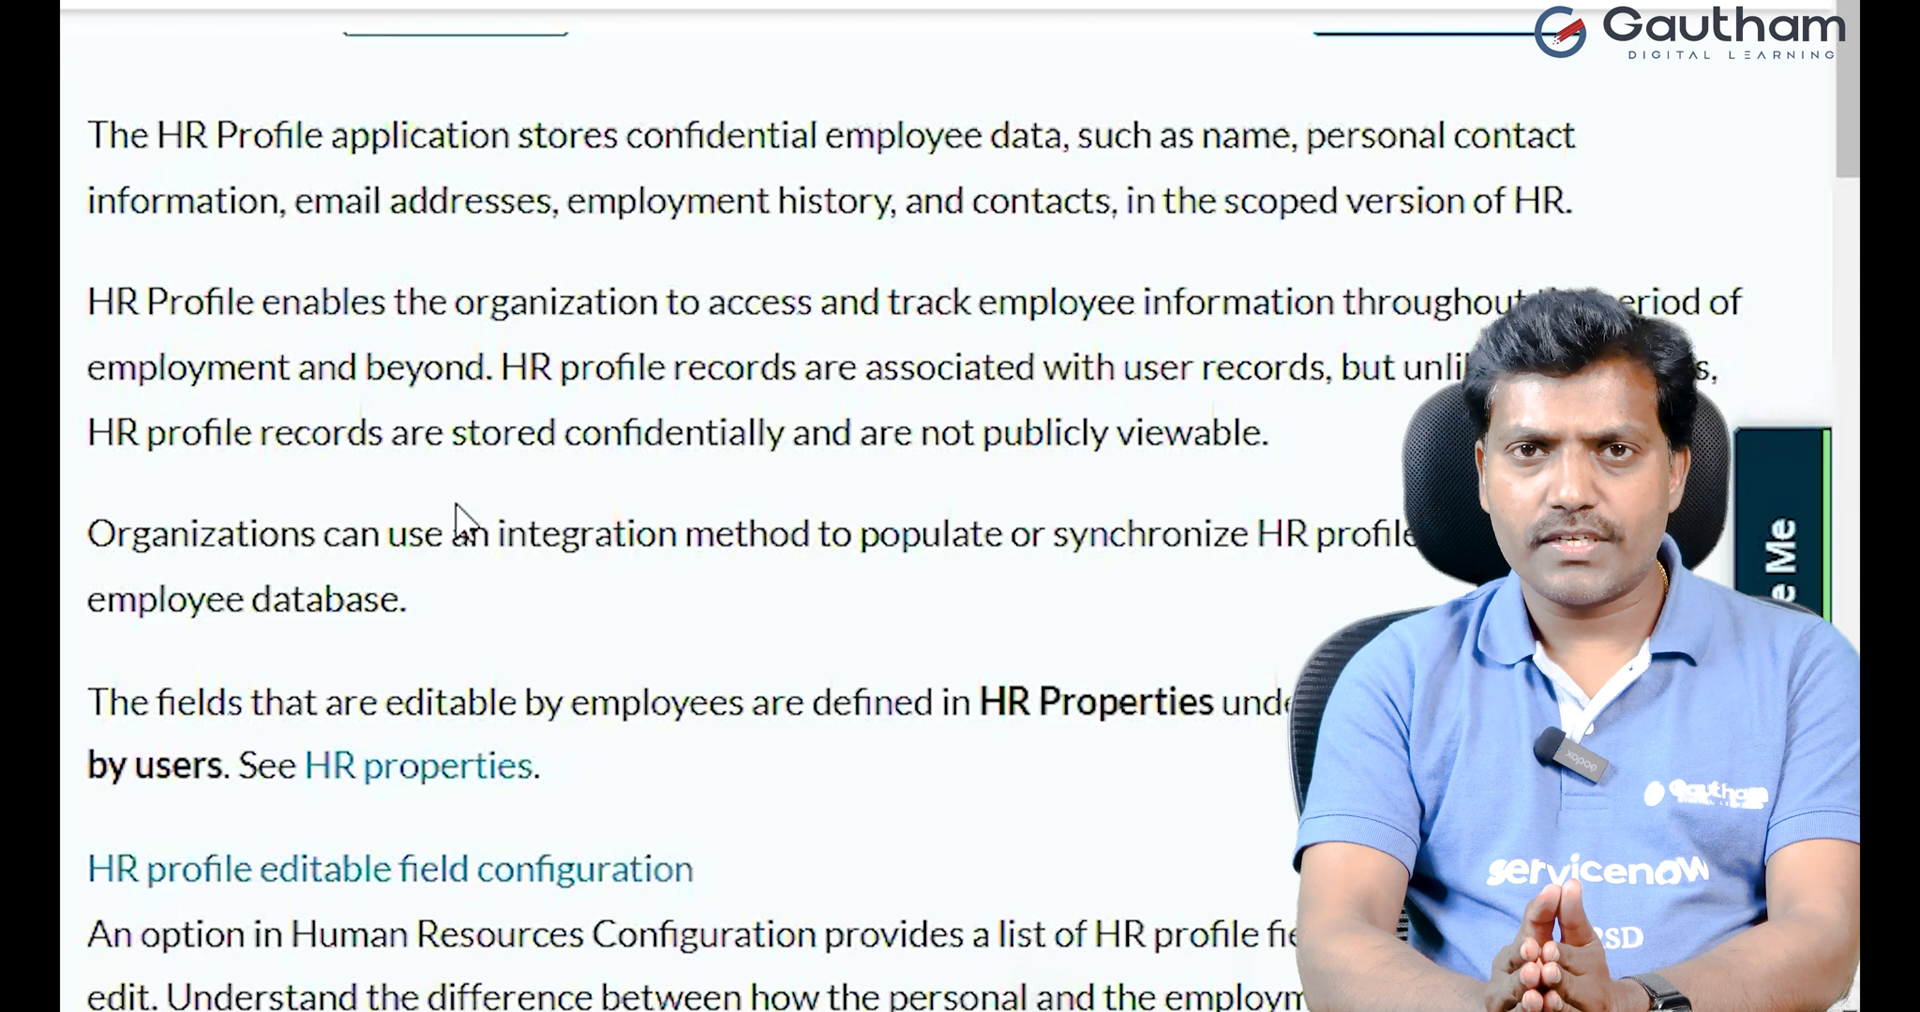 Gautham
DIGITAL LEARNING
The HR Profile application stores confidential employee data, such as name, personal contact
information, email addresses, employment history, and contacts, in the scoped version of HR.
HR Profile enables the organization to access and track employee information throughout
employment and beyond. HR profile records are associated with user records, but
HR profile records are stored confidentially and are not publicly viewable.
Organizations can use an integration method to populate or synchronize HR profile
employee database.
The fields that are editable by employees are defined in HR Properties
by users. See HR properties.
HR profile editable field configuration
An option in Human Resources Configuration provides a list of HR profile
edit. Understand the difference between how the personal and the
of
Me
Gautham
servicenow